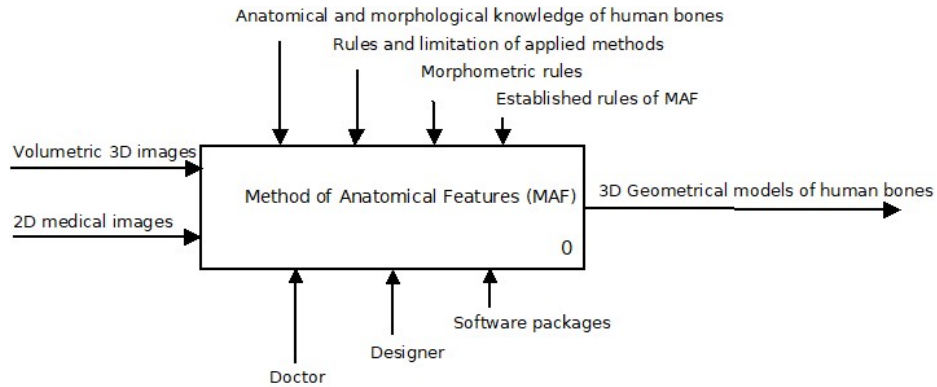 Anatomical and morphological knowledge of human bones
Rules and limitation of applied methods
Morphometric rules
Established rules of MAF
Volumetric 3D images
Method of Anatomical Features (MAF)
3D Geometrical models of human bones
2D medical images
0
Software packages
Designer
Doctor